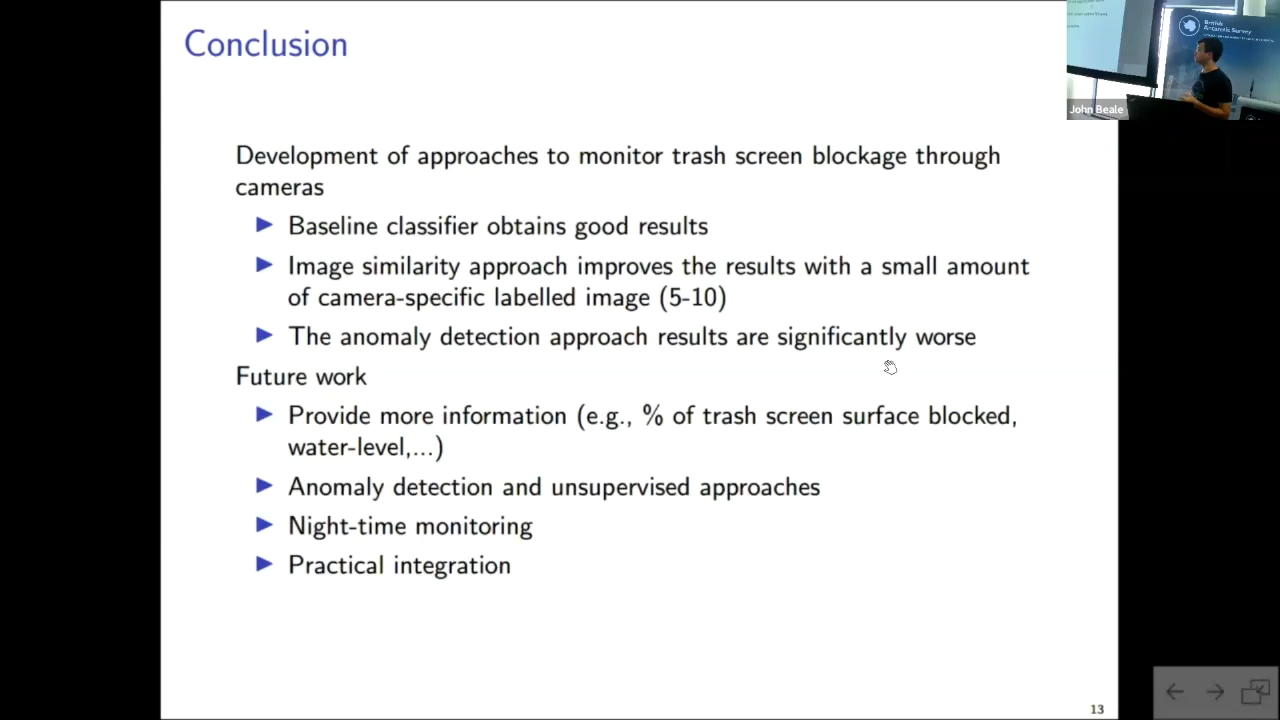 Conclusion
Development of approaches to monitor trash screen blockage through
cameras
Baseline classifier obtains good results
Image similarity approach improves the results with a small amount
of camera-specific labelled image (5-10)
The anomaly detection approach results are significantly worse
Future work
Provide more information (e.g., % of trash screen surface blocked,
water-level,...)
Anomaly detection and unsupervised approaches
Night-time monitoring
Practical integration
13
British
Antarctic Survey
John Beale